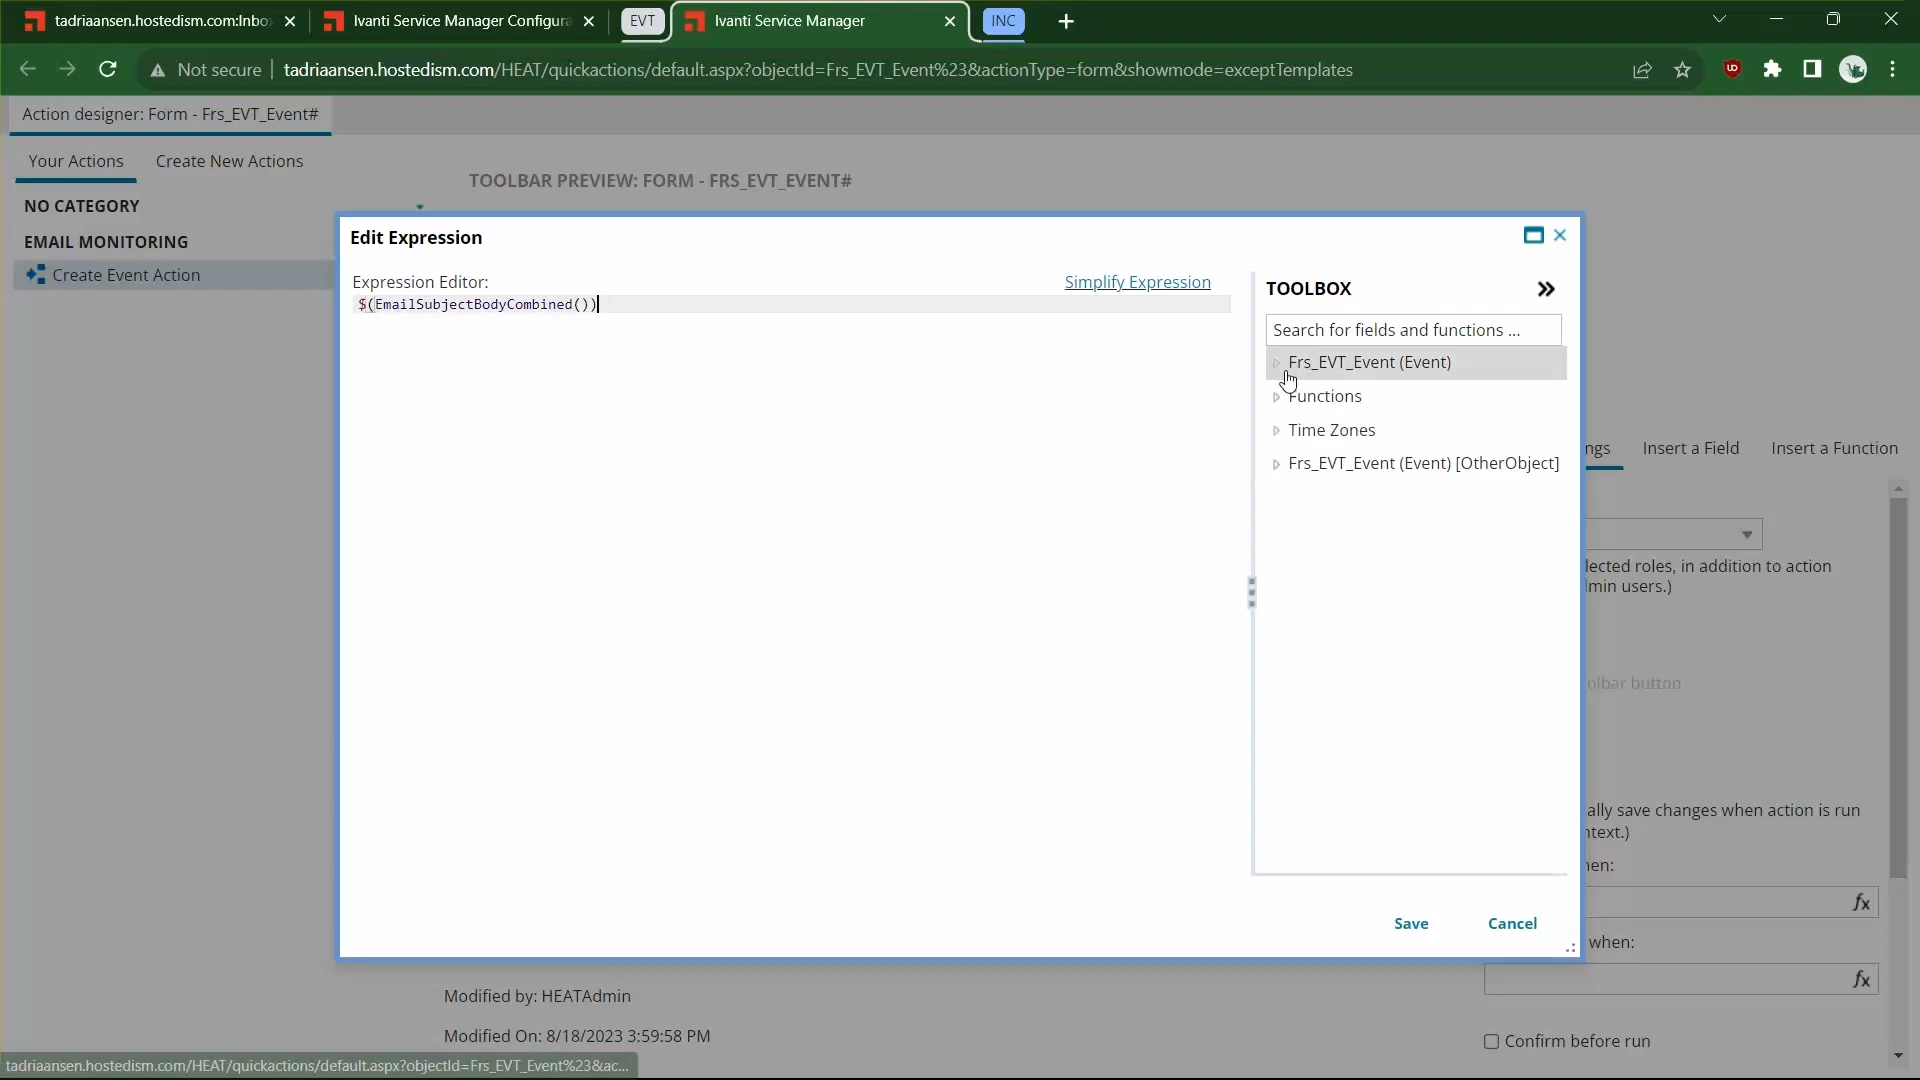 tadriaansen.hostedism.com:Inbo
Ivanti Service Manager Configura
EVT
Ivanti Service Manager
INC
Not secure
tadriaansen.hostedism.com/HEAT/quickactions/default.aspx?objectId=Frs_EVT_Event%23&actionType=form&showmode=exceptTemplates
Action designer: Form - Frs_EVT_Event#
Your Actions
Create New Actions
TOOLBAR PREVIEW: FORM - FRS_EVT_EVENT#
NO CATEGORY
EMAIL MONITORING
Create Event Action
Edit Expression
Expression Editor:
Simplify Expression
$(EmailSubjectBodyCombined())
TOOLBOX
Search for fields and functions ...
Frs_EVT_Event (Event)
Functions
Time Zones
Frs_EVT_Event (Event) [OtherObject]
Save
Cancel
ngs
Insert a Field
Insert a Function
lected roles, in addition to action
lmin users.)
olbar button
ally save changes when action is run
ntext.)
hen:
fx
when:
fx
Confirm before run
Modified by: HEATAdmin
Modified On: 8/18/2023 3:59:58 PM
tadriaansen.hostedism.com/HEAT/quickactions/default.aspx?objectId=Frs_EVT_Event%23&ac...